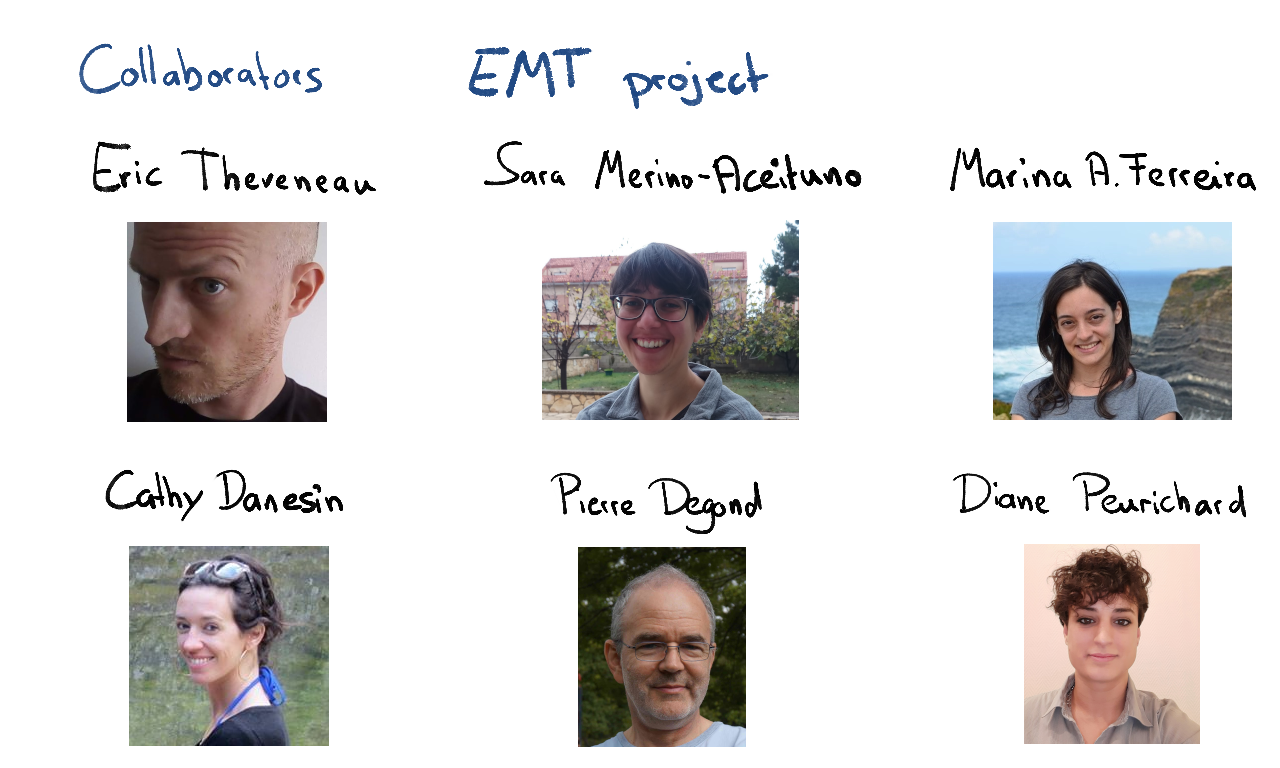 Collaborators EMT project
Eric Theveneau Sara Merino-Aceituno Marina A. Ferreira
Cathy Danesin Pierre Degond Diane Peurichard